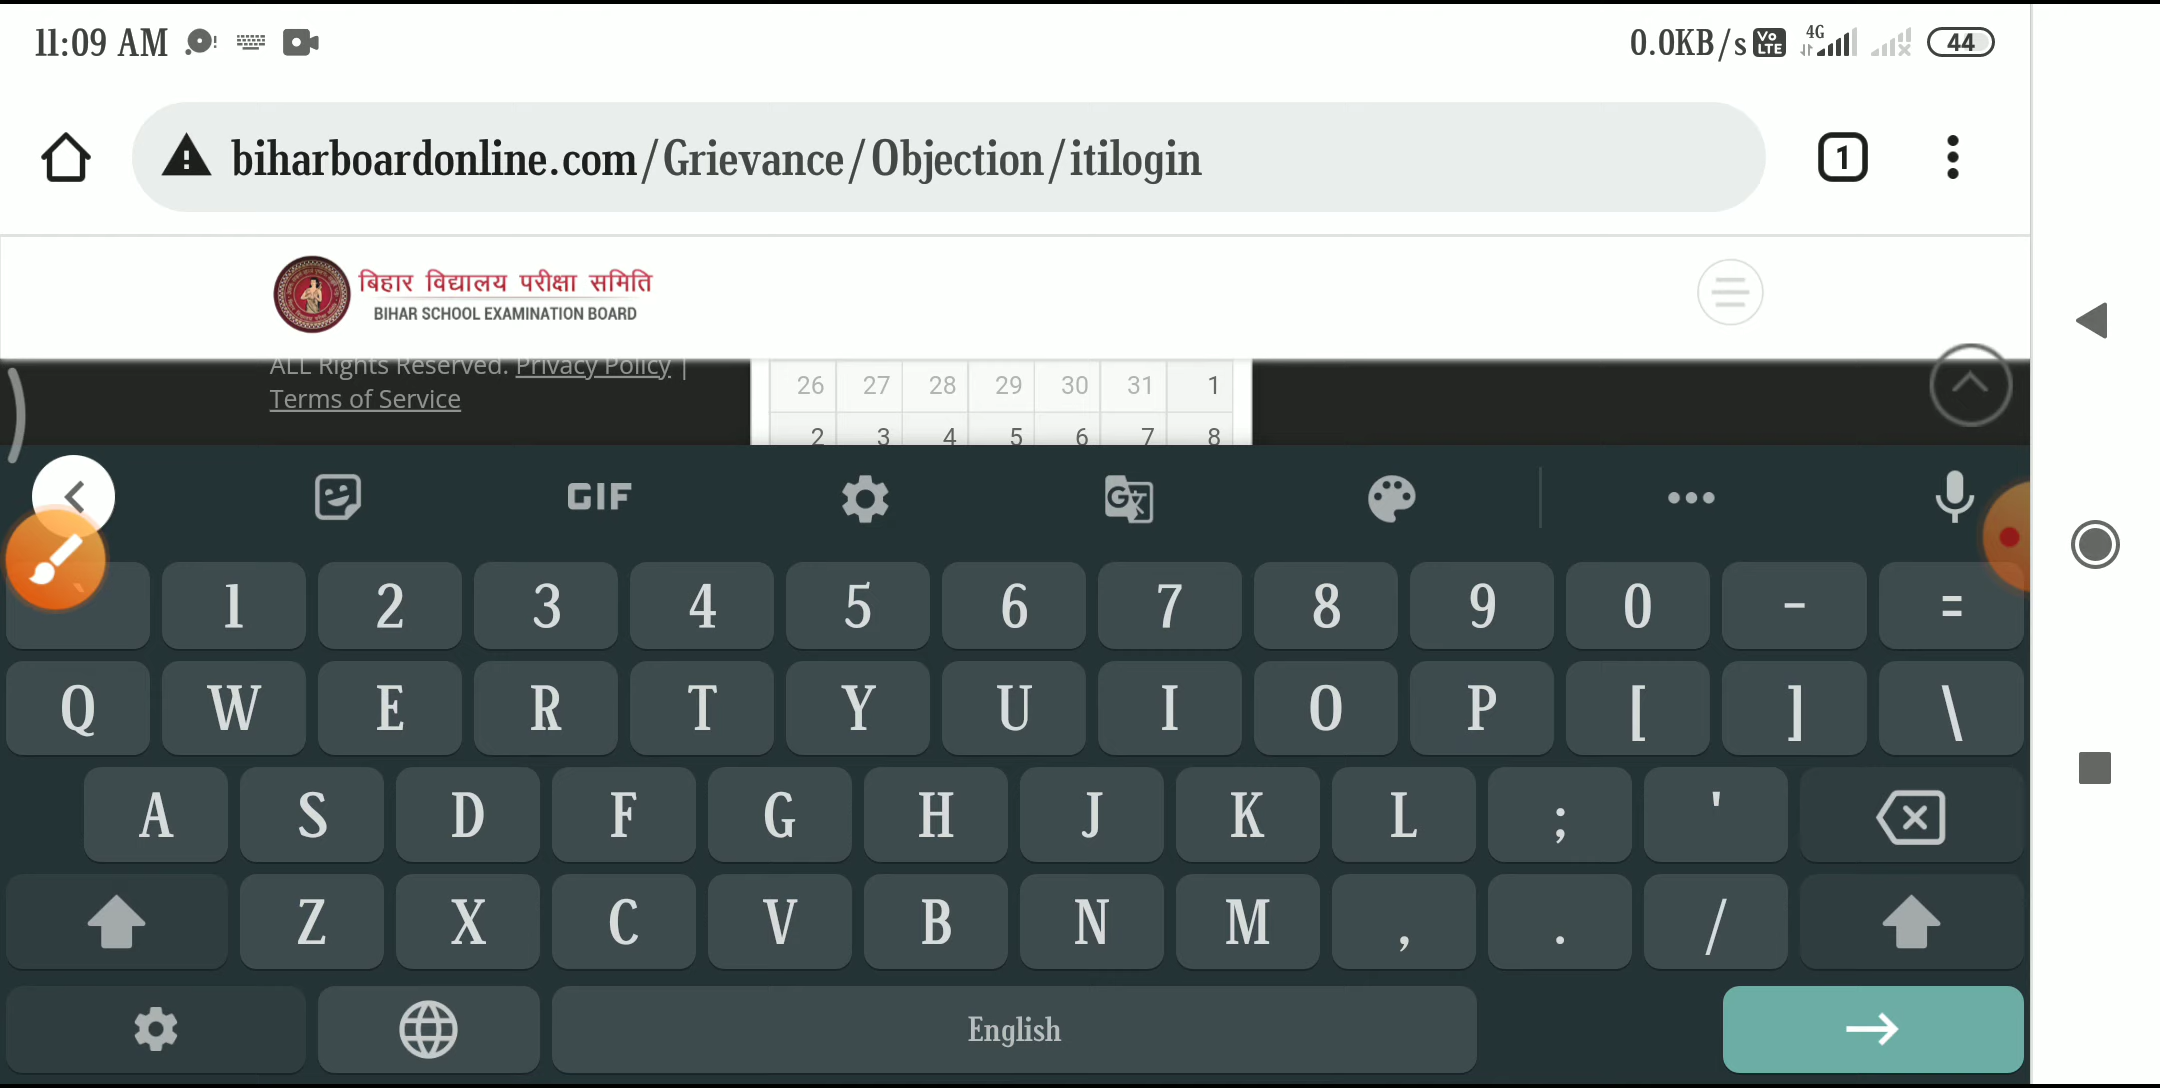 11:09 AM 0.0KB/s Vo LTE 4G 44
biharboardonline.com/Grievance/Objection/itilogin 1
बिहार विद्यालय परीक्षा समिति
BIHAR SCHOOL EXAMINATION BOARD
ALL Rights Reserved. Privacy Policy |
Terms of Service
26 27 28 29 30 31 1
2 3 4 5 6 7 8
GIF
` 1 2 3 4 5 6 7 8 9 0 - =
Q W E R T Y U I O P [ ] \
A S D F G H J K L ; '
Z X C V B N M , . /
English